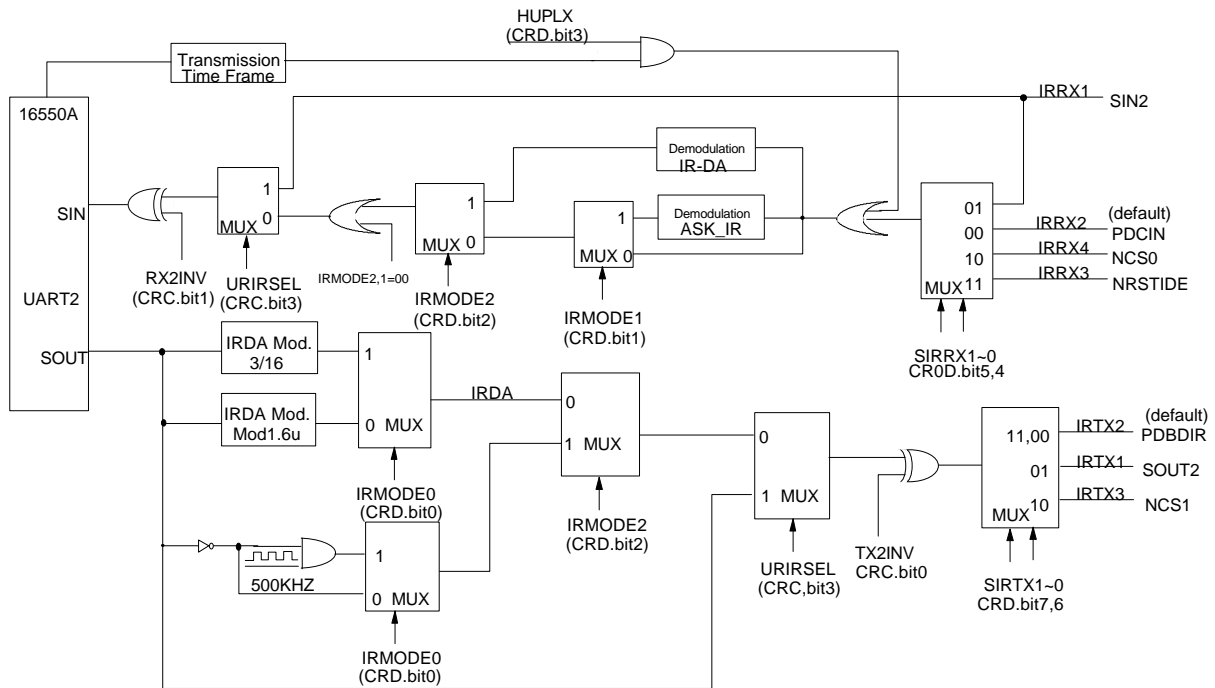 HUPLX
(CRD.bit3)
Transmission
Time Frame
16550A
IRRX1
SIN2
Demodulation
IR-DA
1
MUX 0
SIN
1
MUX 0
1
MUX 0
Demodulation
ASK_IR
01
00
10
MUX 11
(default)
IRRX2
PDCIN
IRRX4
NCS0
IRRX3
NRSTIDE
RX2INV
(CRC.bit1)
URIRSEL
(CRC.bit3)
IRMODE2,1=00
IRMODE2
(CRD.bit2)
IRMODE1
(CRD.bit1)
SIRRX1~0
CR0D.bit5,4
UART2
SOUT
IRDA Mod.
3/16
IRDA Mod.
Mod1.6u
1
0 MUX
IRDA
0
1 MUX
0
1 MUX
11,00
01
MUX 10
(default)
IRTX2
PDBDIR
IRTX1
SOUT2
IRTX3
NCS1
IRMODE0
(CRD.bit0)
IRMODE2
(CRD.bit2)
500KHZ
1
0 MUX
URIRSEL
(CRC,bit3)
TX2INV
CRC.bit0
SIRTX1~0
CRD.bit7,6
IRMODE0
(CRD.bit0)